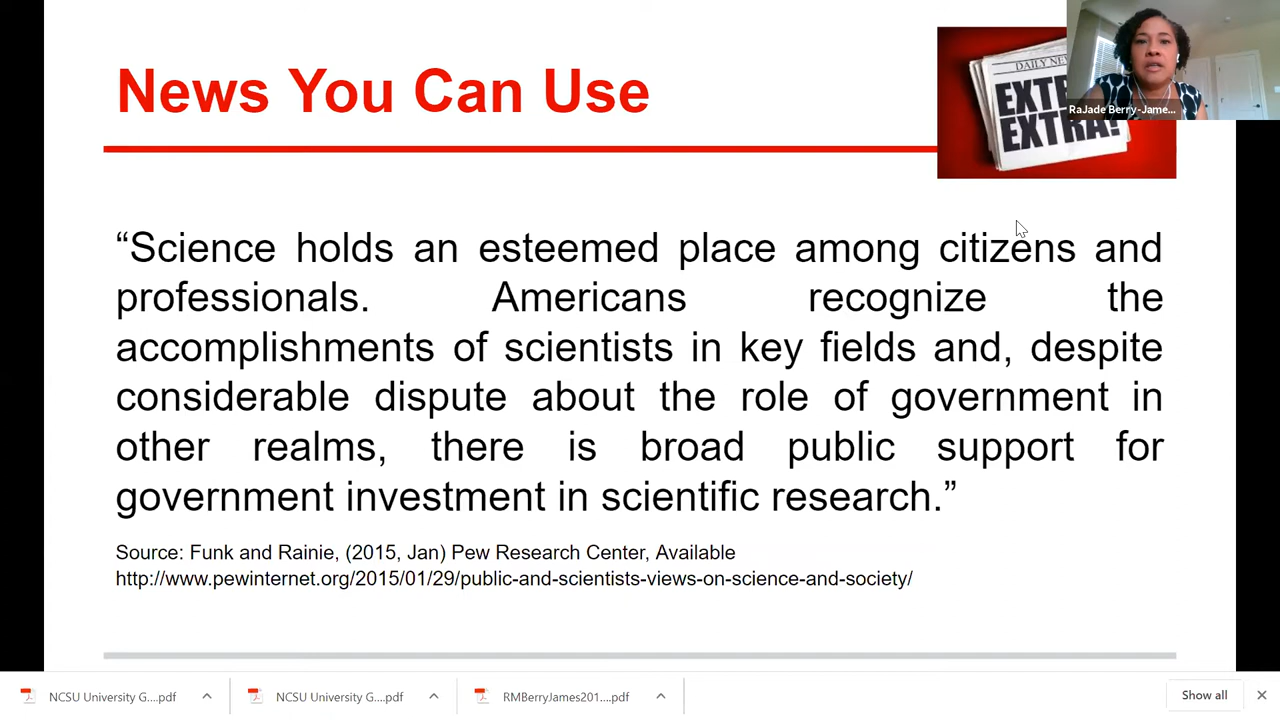 News You Can Use
DAILY NE
EXT
EXTRA!
RaJade Berry-Jame...
“Science holds an esteemed place among citizens and
professionals. Americans recognize the
accomplishments of scientists in key fields and, despite
considerable dispute about the role of government in
other realms, there is broad public support for
government investment in scientific research.”
Source: Funk and Rainie, (2015, Jan) Pew Research Center, Available
http://www.pewinternet.org/2015/01/29/public-and-scientists-views-on-science-and-society/
NCSU University G....pdf
NCSU University G....pdf
RMBerryJames201....pdf
Show all